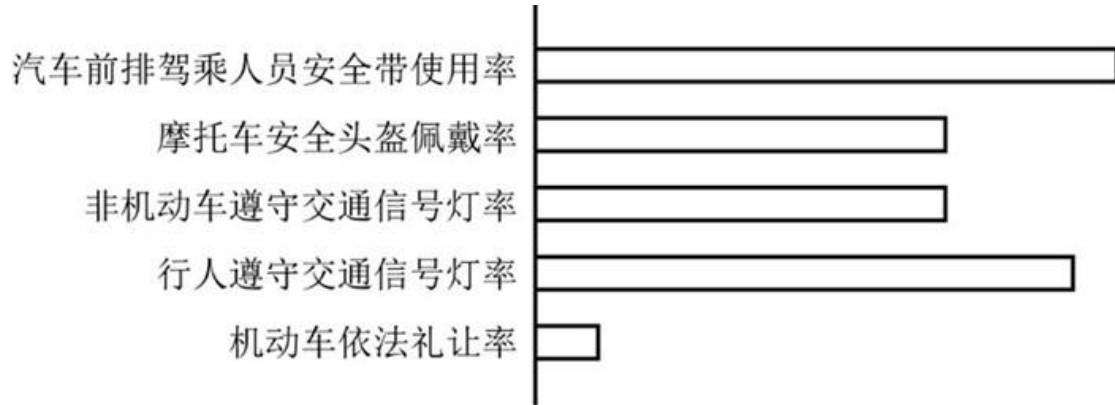 汽车前排驾乘人员安全带使用率
摩托车安全头盔佩戴率
非机动车遵守交通信号灯率
行人遵守交通信号灯率
机动车依法礼让率